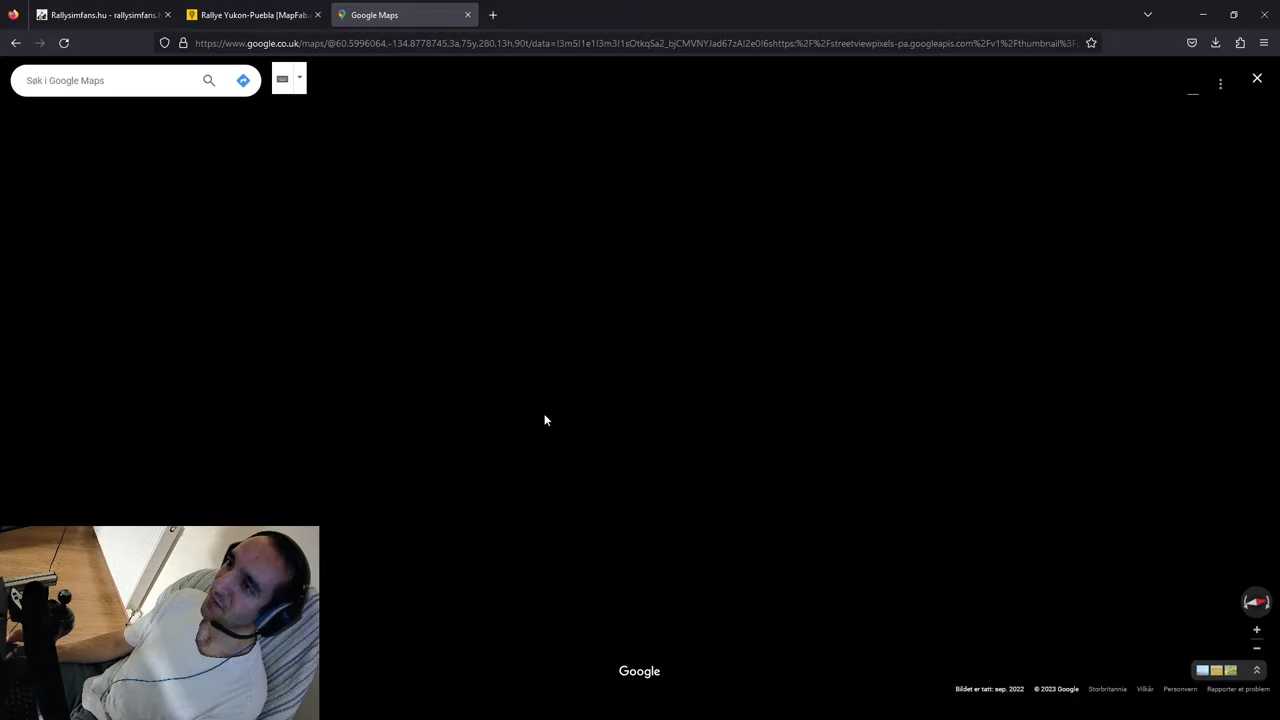 Rallysimfans.hu - rallysimfans.h
Rallye Yukon-Puebla [MapFab.
Google Maps
https://www.google.co.uk/maps/@60.5996064,-134.8778745,3a,75y,280.13h,90t/data=!3m5!1e1!3m3!1sOtkqSa2_bjCMVNYJad67zA!2e0!6shttps:%2F%2Fstreetviewpixels-pa.googleapis.com%2Fv1%2Fthumbnail%3F
Søk i Google Maps
Google
Bildet er tatt: sep. 2022 © 2023 Google Storbritannia Vilkår Personvern Rapporter et problem